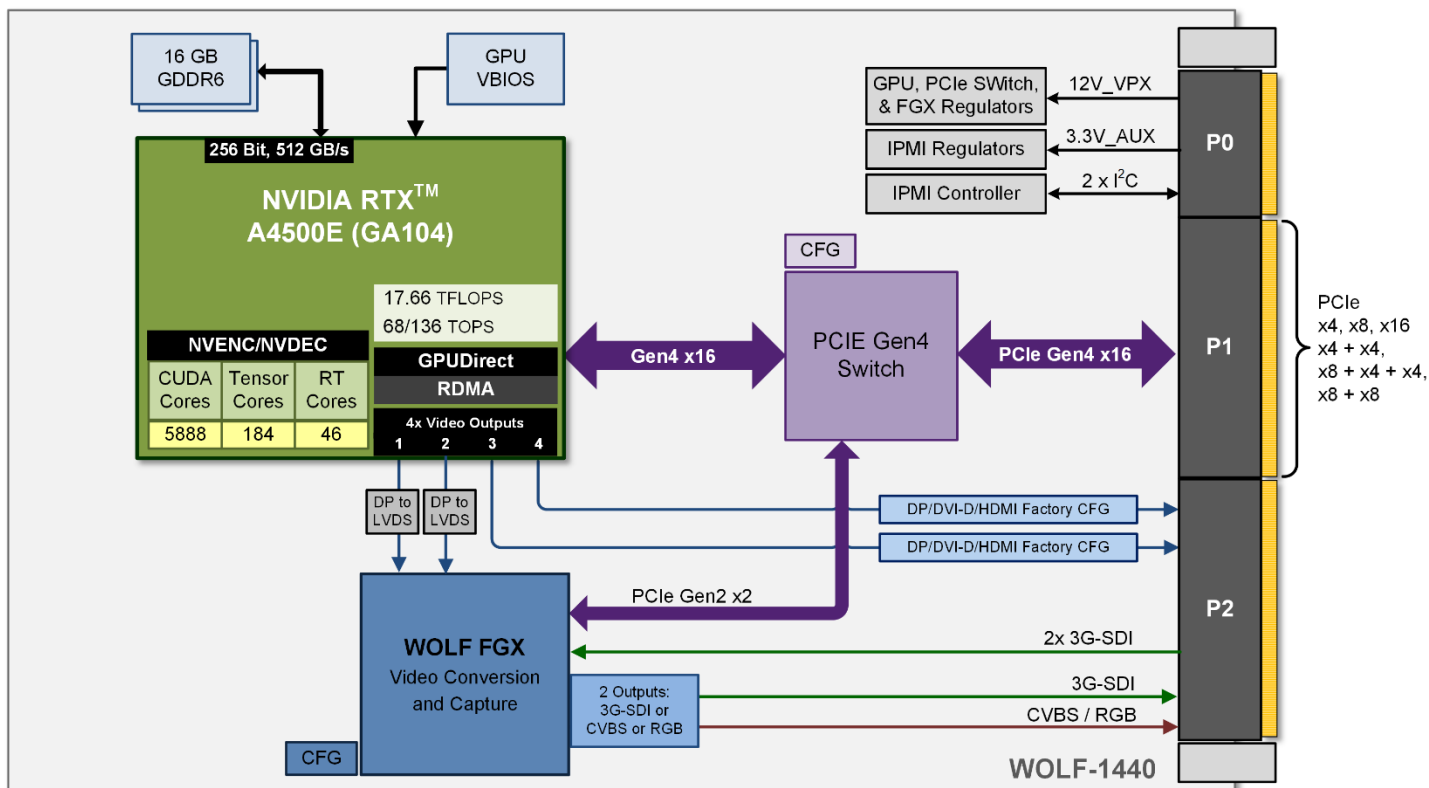 16 GB
GDDR6
GPU
VBIOS
GPU, PCIe SWitch,
& FGX Regulators
12V_VPX
IPMI Regulators
3.3V_AUX
IPMI Controller
2 x I²C
P0
256 Bit, 512 GB/s
NVIDIA RTX™
A4500E (GA104)
17.66 TFLOPS
68/136 TOPS
NVENC/NVDEC
CUDA
Cores
Tensor
Cores
RT
Cores
5888
184
46
GPUDirect
RDMA
4x Video Outputs
1 2 3 4
Gen4 x16
CFG
PCIE Gen4
Switch
PCIe Gen4 x16
P1
PCIe
x4, x8, x16
x4 + x4,
x8 + x4 + x4,
x8 + x8
DP to
LVDS
DP to
LVDS
DP/DVI-D/HDMI Factory CFG
DP/DVI-D/HDMI Factory CFG
P2
PCIe Gen2 x2
WOLF FGX
Video Conversion
and Capture
CFG
2x 3G-SDI
2 Outputs:
3G-SDI or
CVBS or RGB
3G-SDI
CVBS / RGB
WOLF-1440